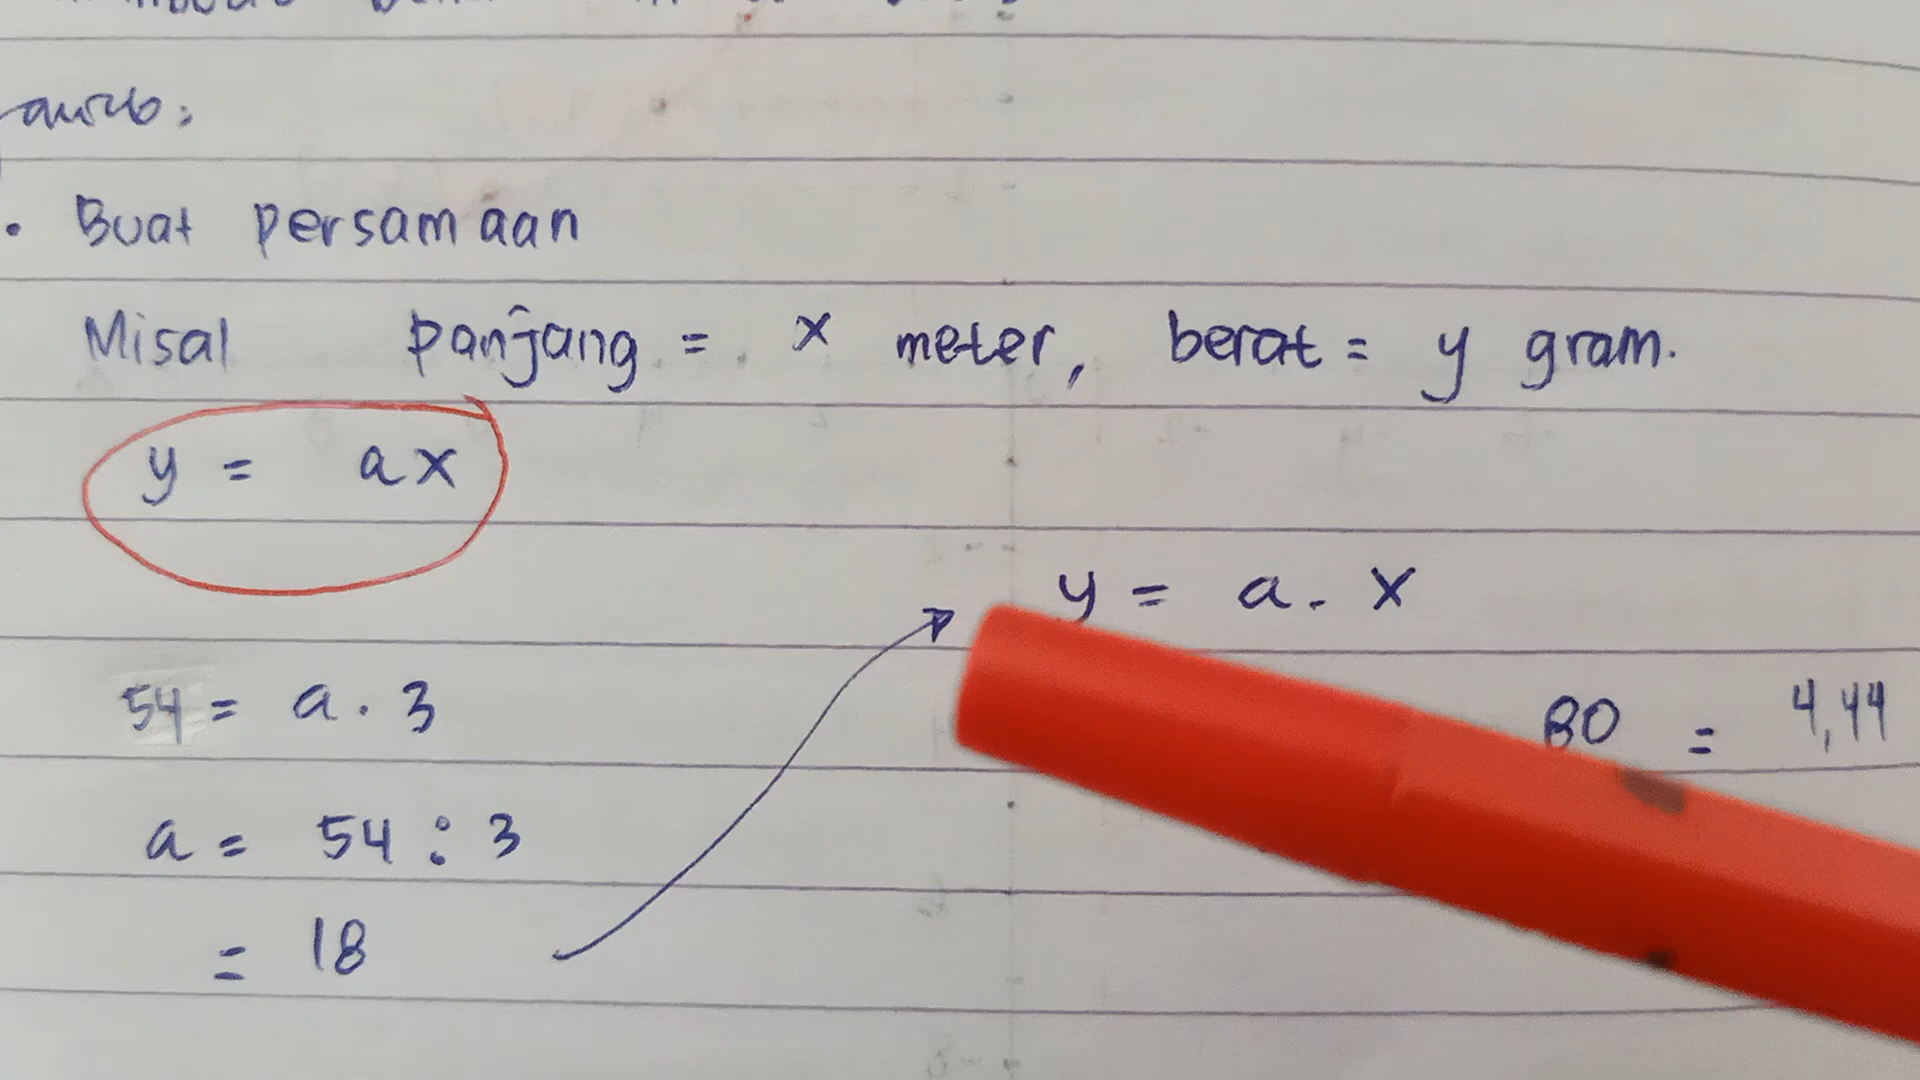 Buat persamaan
Misal panjang = x meter, berat = y gram.
y = ax
54 = a . 3
a = 54 : 3
= 18
y = a . x
80 = 4,44